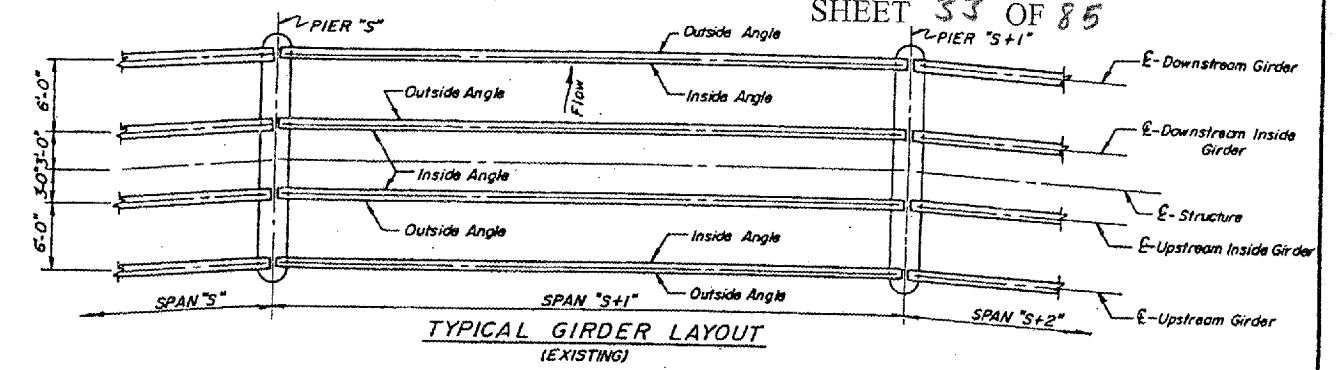 SHEET 33 OF 85
PIER "S"
PIER "S+1"
Outside Angle
℄-Downstream Girder
6'-0"
Outside Angle
Flow
Inside Angle
℄-Downstream Inside
Girder
3'-0"
3'-0"
Inside Angle
℄-Structure
6'-0"
Outside Angle
Inside Angle
℄-Upstream Inside Girder
SPAN "S"
SPAN "S+1"
Outside Angle
SPAN "S+2"
℄-Upstream Girder
TYPICAL GIRDER LAYOUT
(EXISTING)